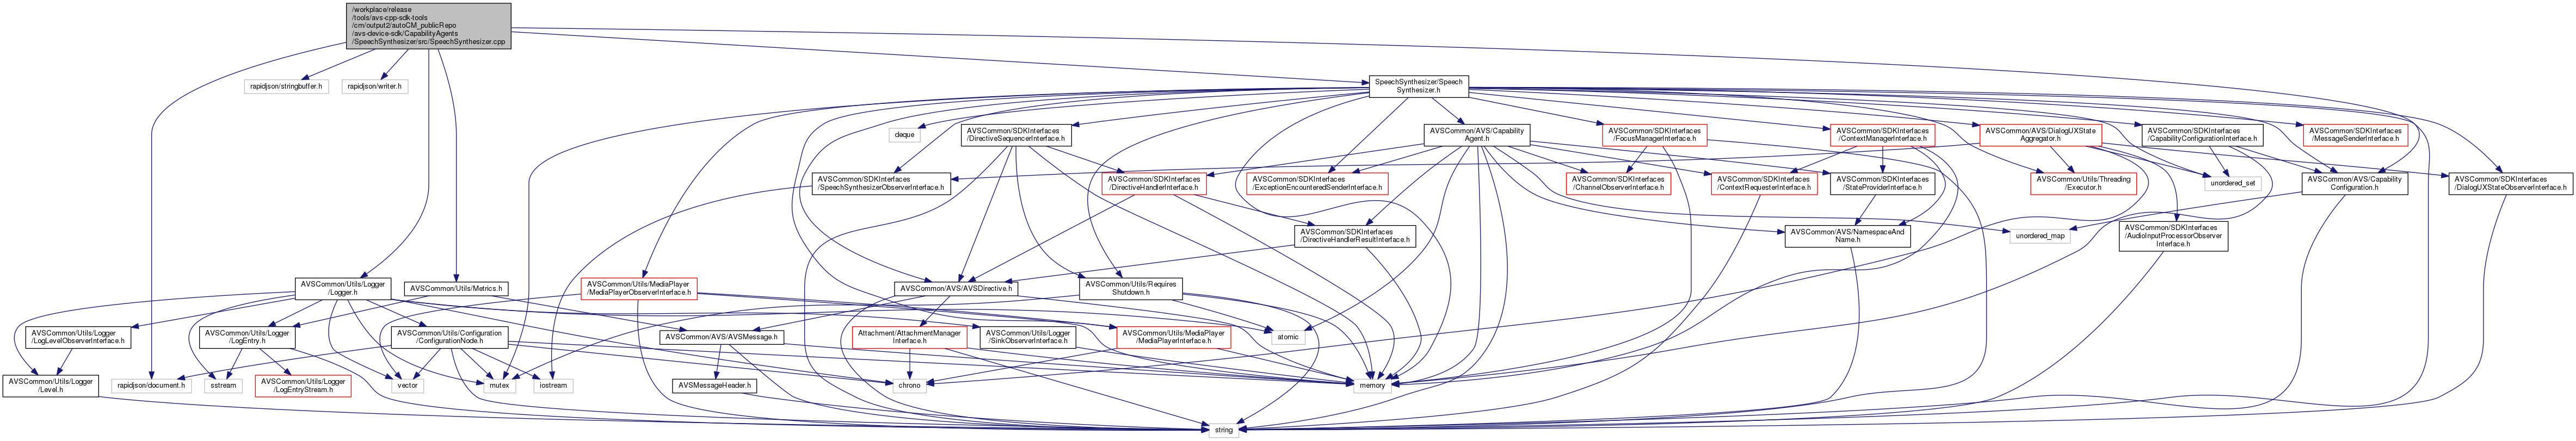 /workplace/release
/tools/avs-cpp-sdk-tools
/cm/output2/autoCM_publicRepo
/avs-device-sdk/CapabilityAgents
/SpeechSynthesizer/src/SpeechSynthesizer.cpp
rapidjson/stringbuffer.h
rapidjson/writer.h
SpeechSynthesizer/Speech
Synthesizer.h
deque
AVSCommon/SDKInterfaces
/DirectiveSequencerInterface.h
AVSCommon/AVS/Capability
Agent.h
AVSCommon/SDKInterfaces
/FocusManagerInterface.h
AVSCommon/SDKInterfaces
/ContextManagerInterface.h
AVSCommon/AVS/DialogUXState
Aggregator.h
AVSCommon/SDKInterfaces
/CapabilityConfigurationInterface.h
AVSCommon/SDKInterfaces
/MessageSenderInterface.h
AVSCommon/SDKInterfaces
/SpeechSynthesizerObserverInterface.h
AVSCommon/SDKInterfaces
/DirectiveHandlerInterface.h
AVSCommon/SDKInterfaces
/ExceptionEncounteredSenderInterface.h
AVSCommon/SDKInterfaces
/ChannelObserverInterface.h
AVSCommon/SDKInterfaces
/ContextRequesterInterface.h
AVSCommon/SDKInterfaces
/StateProviderInterface.h
AVSCommon/Utils/Threading
/Executor.h
unordered_set
AVSCommon/AVS/Capability
Configuration.h
AVSCommon/SDKInterfaces
/DialogUXStateObserverInterface.h
AVSCommon/SDKInterfaces
/DirectiveHandlerResultInterface.h
AVSCommon/AVS/NamespaceAnd
Name.h
unordered_map
AVSCommon/SDKInterfaces
/AudioInputProcessorObserver
Interface.h
AVSCommon/Utils/Logger
/Logger.h
AVSCommon/Utils/Metrics.h
AVSCommon/Utils/MediaPlayer
/MediaPlayerObserverInterface.h
AVSCommon/AVS/AVSDirective.h
AVSCommon/Utils/Requires
Shutdown.h
AVSCommon/Utils/Logger
/LogLevelObserverInterface.h
AVSCommon/Utils/Logger
/LogEntry.h
AVSCommon/Utils/Configuration
/ConfigurationNode.h
AVSCommon/AVS/AVSMessage.h
Attachment/AttachmentManager
Interface.h
AVSCommon/Utils/Logger
/SinkObserverInterface.h
AVSCommon/Utils/MediaPlayer
/MediaPlayerInterface.h
atomic
AVSCommon/Utils/Logger
/Level.h
rapidjson/document.h
sstream
AVSCommon/Utils/Logger
/LogEntryStream.h
vector
mutex
iostream
AVSMessageHeader.h
chrono
memory
string